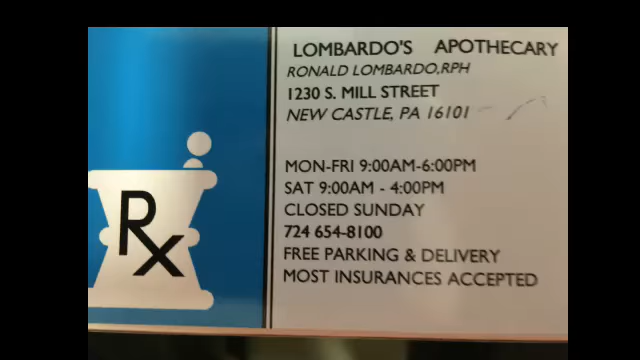 LOMBARDO'S APOTHECARY
RONALD LOMBARDO,RPH
1230 S. MILL STREET
NEW CASTLE, PA 16101
MON-FRI 9:00AM-6:00PM
SAT 9:00AM - 4:00PM
CLOSED SUNDAY
724 654-8100
FREE PARKING & DELIVERY
MOST INSURANCES ACCEPTED
Rx